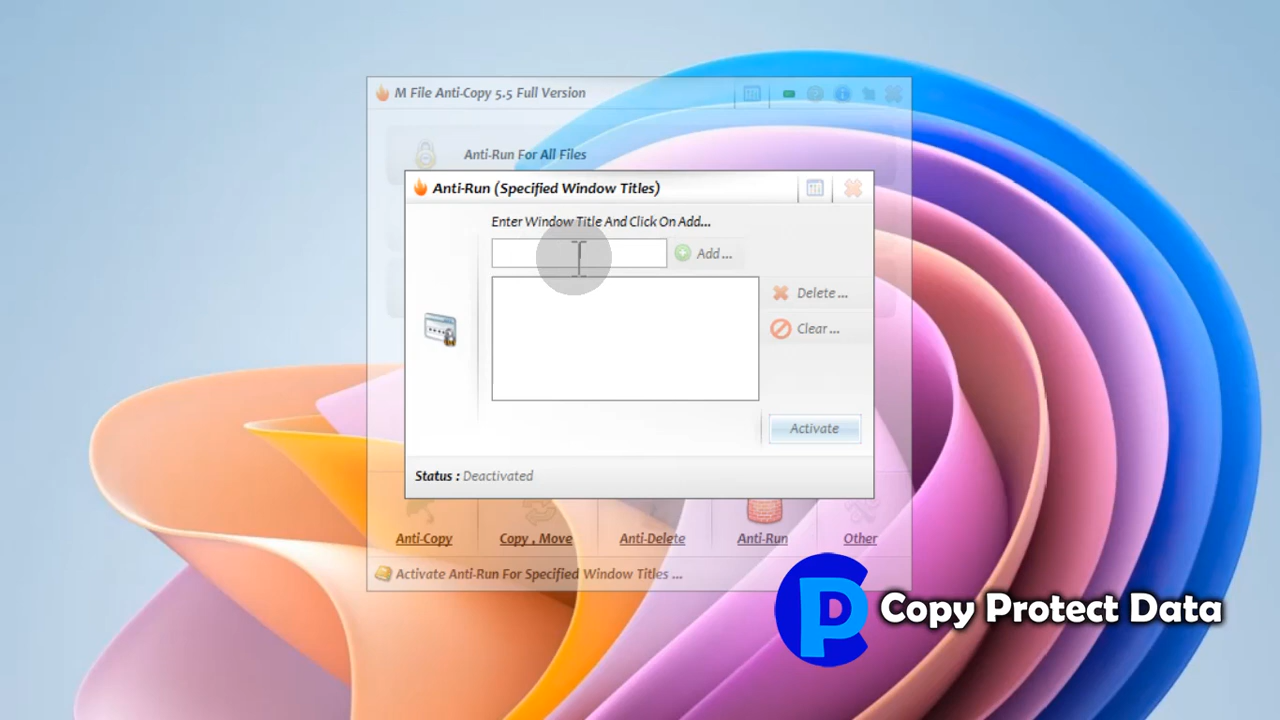 M File Anti-Copy 5.5 Full Version
Anti-Run For All Files
Anti-Run (Specified Window Titles)
Enter Window Title And Click On Add...
Add ...
Delete ...
Clear ...
Activate
Status : Deactivated
Anti-Copy
Copy , Move
Anti-Delete
Anti-Run
Other
Activate Anti-Run For Specified Window Titles ...
Copy Protect Data